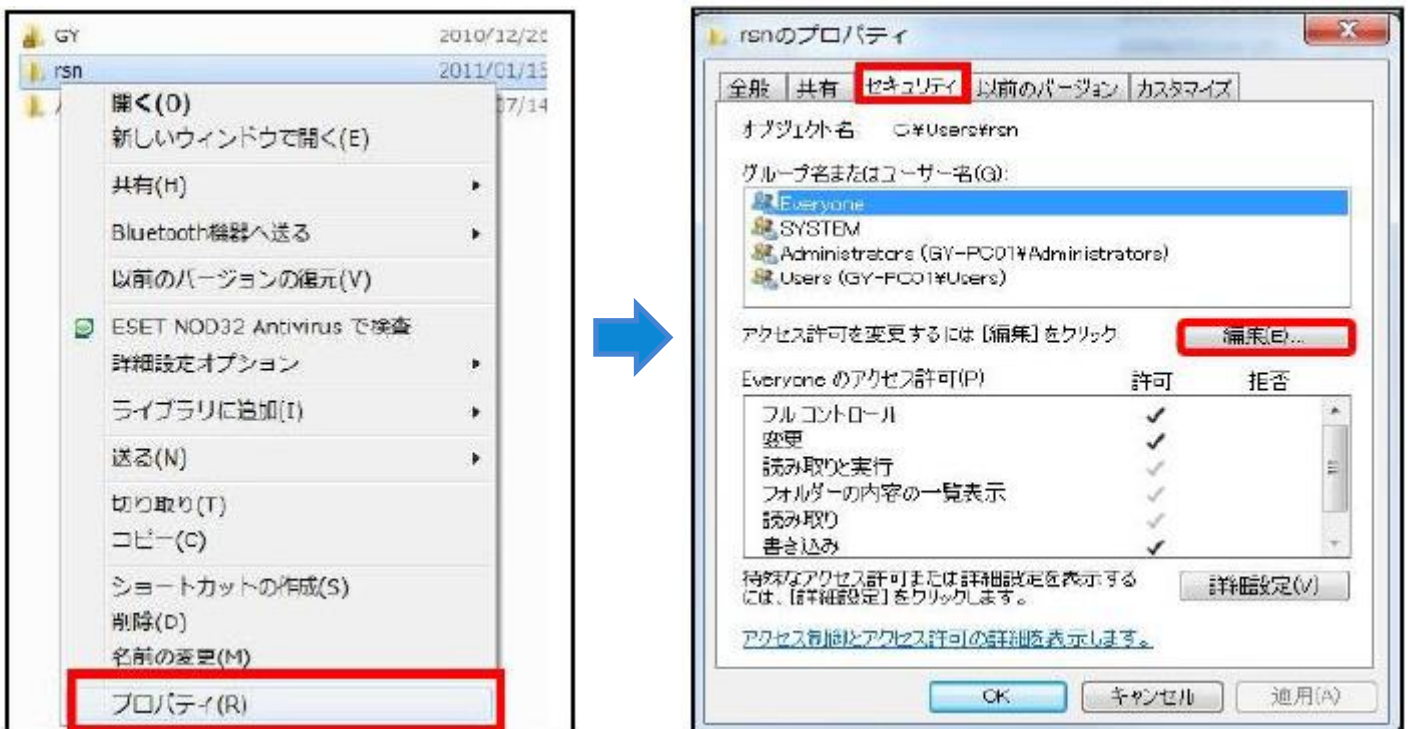 GY 2010/12/2
rsn 2011/01/15
07/14
開く(O)
新しいウィンドウで開く(E)
共有(H)
Bluetooth機器へ送る
以前のバージョンの復元(V)
ESET NOD32 Antivirus で検査
詳細設定オプション
ライブラリに追加(I)
送る(N)
切り取り(T)
コピー(C)
ショートカットの作成(S)
削除(D)
名前の変更(M)
プロパティ(R)
rsnのプロパティ
全般 共有 セキュリティ 以前のバージョン カスタマイズ
オブジェクト名 C:¥Users¥rsn
グループ名またはユーザー名(G):
Everyone
SYSTEM
Administrators (GY-PC01¥Administrators)
Users (GY-PC01¥Users)
アクセス許可を変更するには [編集] をクリック 編集(E)...
Everyone のアクセス許可(P) 許可 拒否
フル コントロール
変更
読み取りと実行
フォルダーの内容の一覧表示
読み取り
書き込み
特殊なアクセス許可または詳細設定を表示する
には、[詳細設定] をクリックします。 詳細設定(V)
アクセス制御とアクセス許可の詳細を表示します。
OK キャンセル 適用(A)